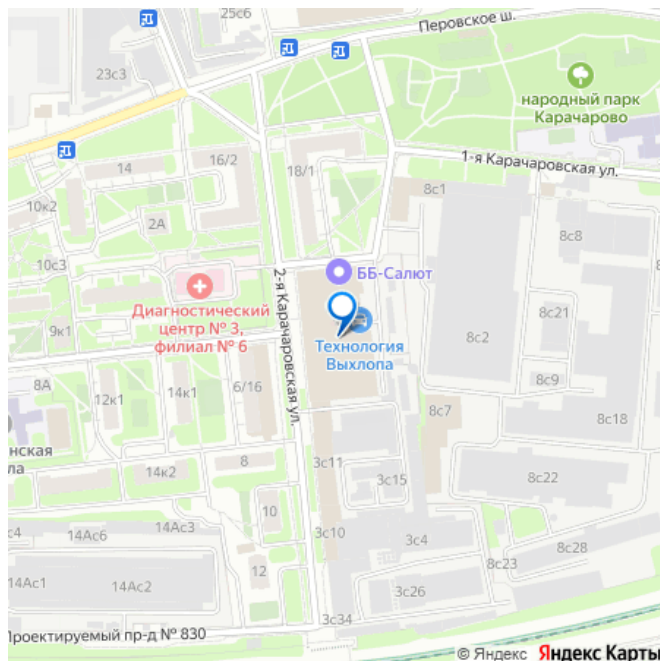 25с6
Перовское ш.
23с3
народный парк
Карачарово
14
16/2
18/1
1-я Карачаровская ул.
8с1
10к2
2А
8с8
10с3
ББ-Салют
2-я Карачаровская ул.
Диагностический
центр № 3,
филиал № 6
8с21
9к1
Технология
Выхлопа
8с2
8А
12к1
14к1
6/16
8с9
8с7
8с18
нская
ла
14к2
8
3с11
3с15
8с22
10
с4
14Ас6
14Ас3
3с10
3с4
8с28
8с23
12
14Ас1
14Ас2
3с26
3с34
Проектируемый пр-д № 830
© Яндекс Яндекс Карты